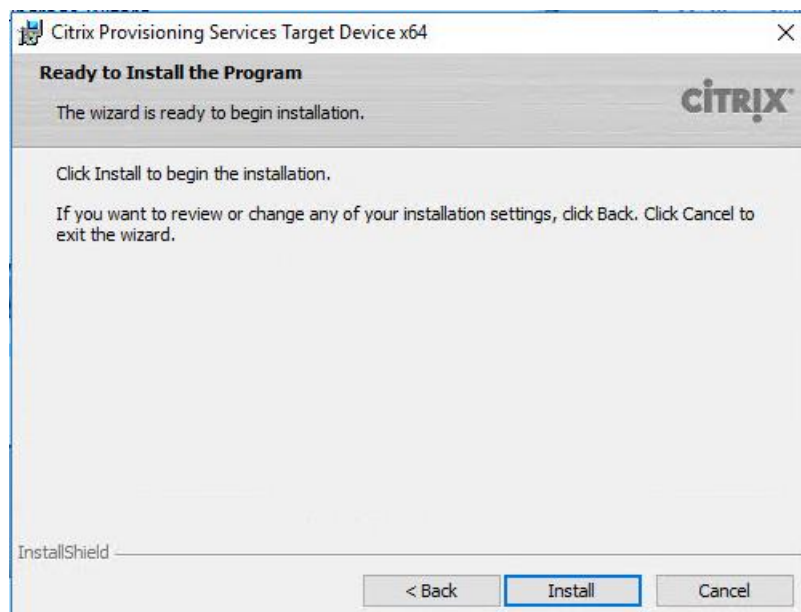 Citrix Provisioning Services Target Device x64
Ready to Install the Program
The wizard is ready to begin installation.
CITRIX
Click Install to begin the installation.
If you want to review or change any of your installation settings, click Back. Click Cancel to
exit the wizard.
InstallShield
< Back
Install
Cancel